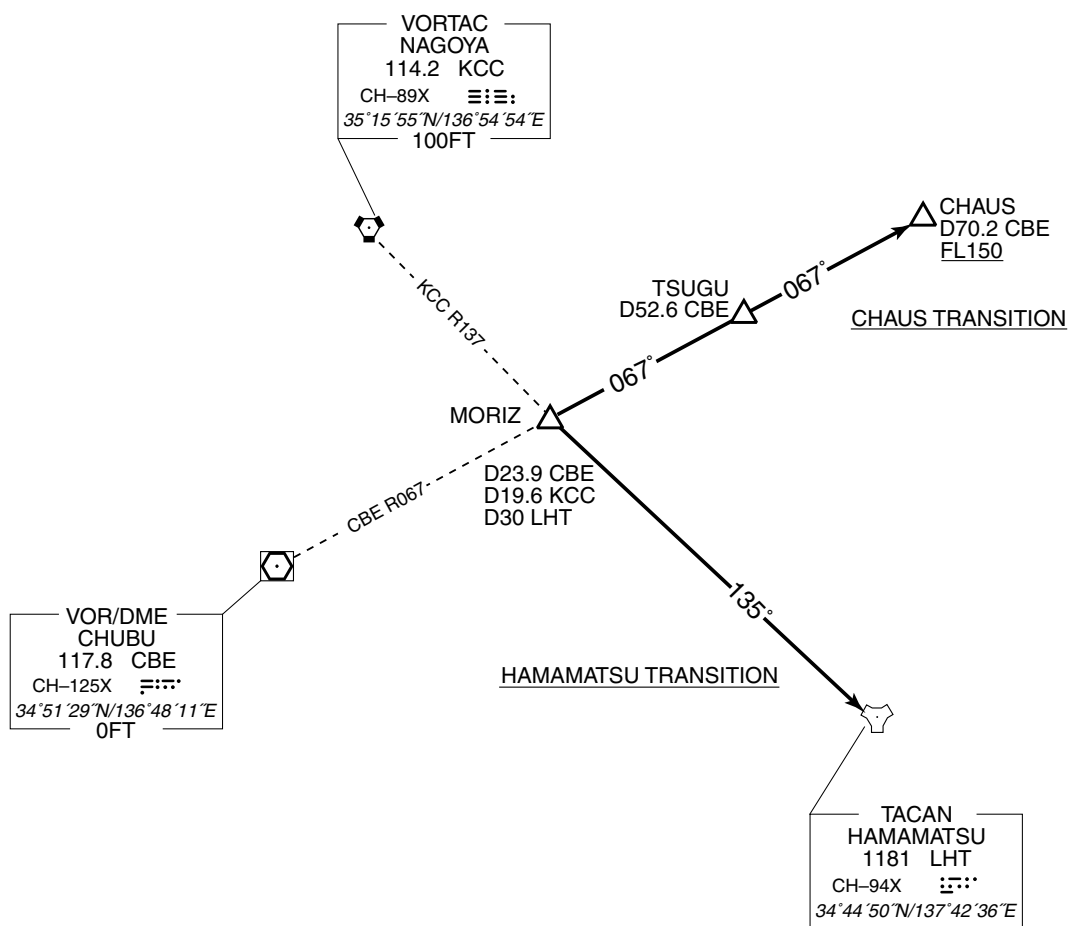 VORTAC
NAGOYA
114.2 KCC
CH–89X
35°15´55˝N/136°54´54˝E
100FT
CHAUS
D70.2 CBE
FL150
067°
TSUGU
D52.6 CBE
CHAUS TRANSITION
KCC R137
067°
MORIZ
D23.9 CBE
D19.6 KCC
D30 LHT
CBE R067
135°
VOR/DME
CHUBU
117.8 CBE
CH–125X
34°51´29˝N/136°48´11˝E
0FT
HAMAMATSU TRANSITION
TACAN
HAMAMATSU
1181 LHT
CH–94X
34°44´50˝N/137°42´36˝E